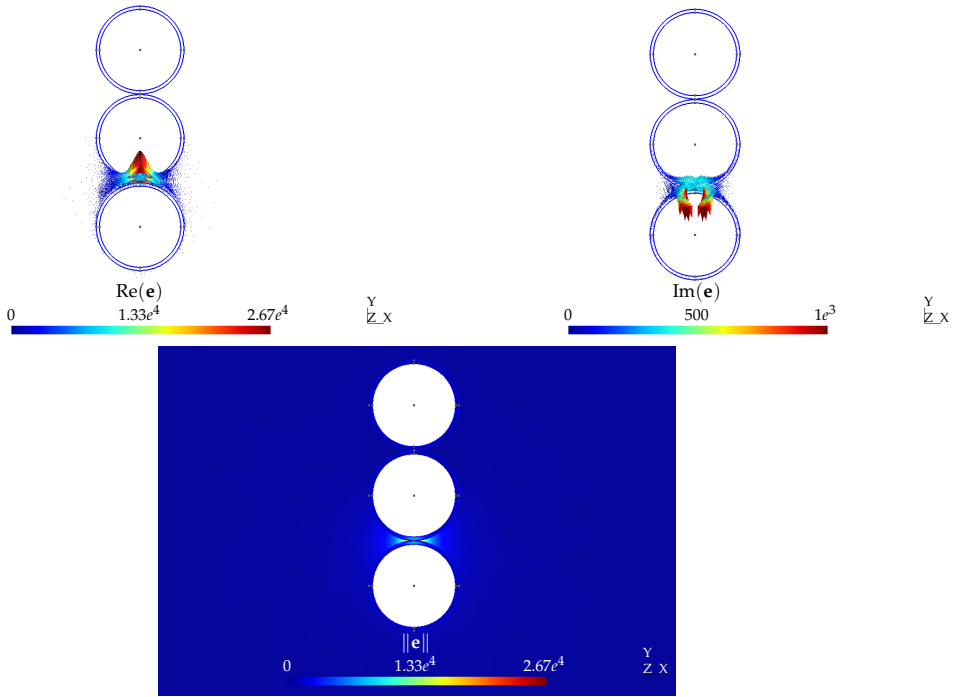 Re(𝐞)
0 1.33e⁴ 2.67e⁴
Y
Z X
Im(𝐞)
0 500 1e³
Y
Z X
‖𝐞‖
0 1.33e⁴ 2.67e⁴
Y
Z X